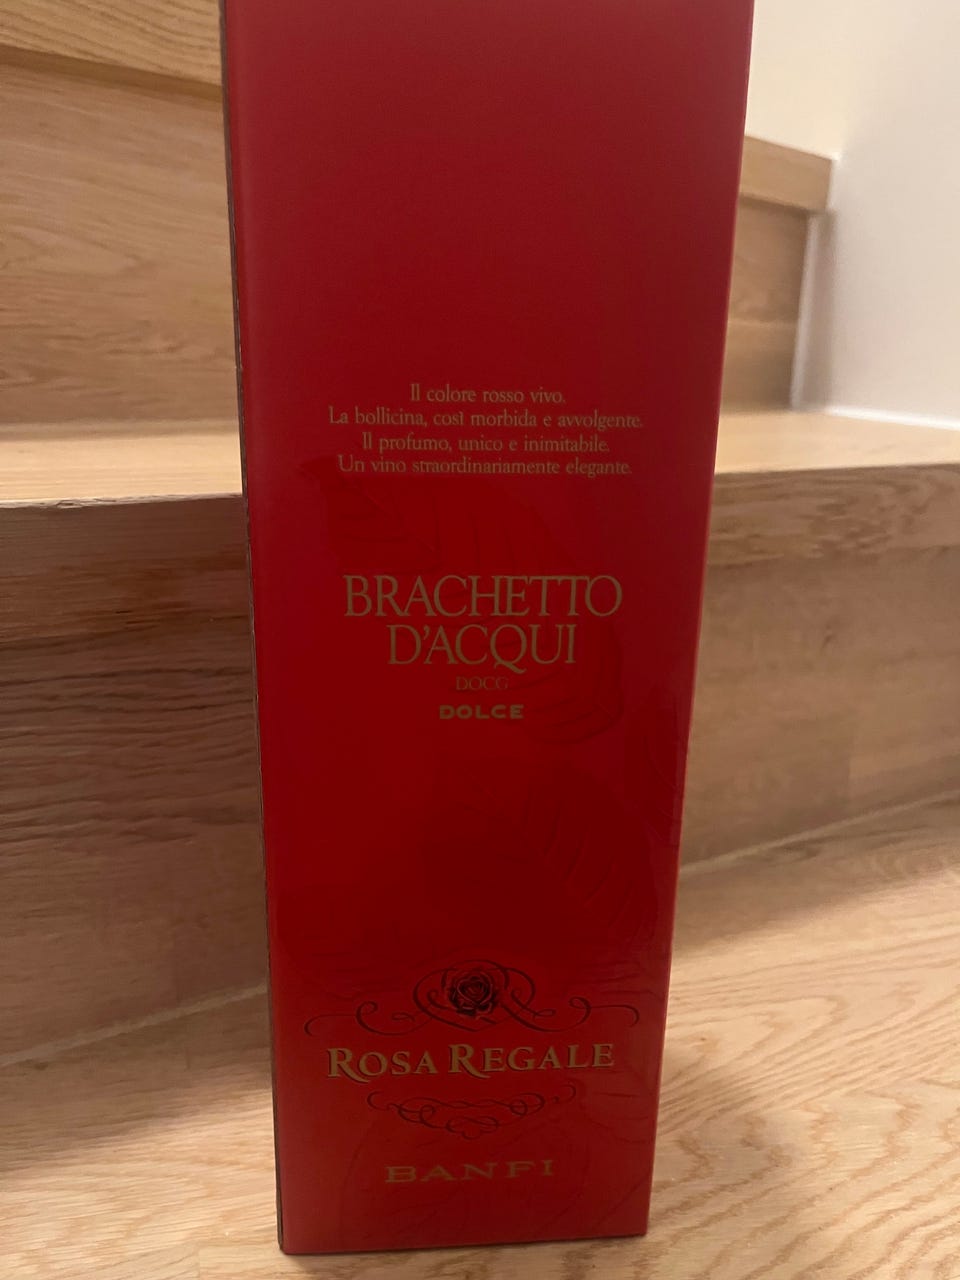 Il colore rosso vivo.
La bollicina, così morbida e avvolgente.
Il profumo, unico e inimitabile.
Un vino straordinariamente elegante.
BRACHETTO
D'ACQUI
DOCG
DOLCE
ROSA REGALE
BANFI